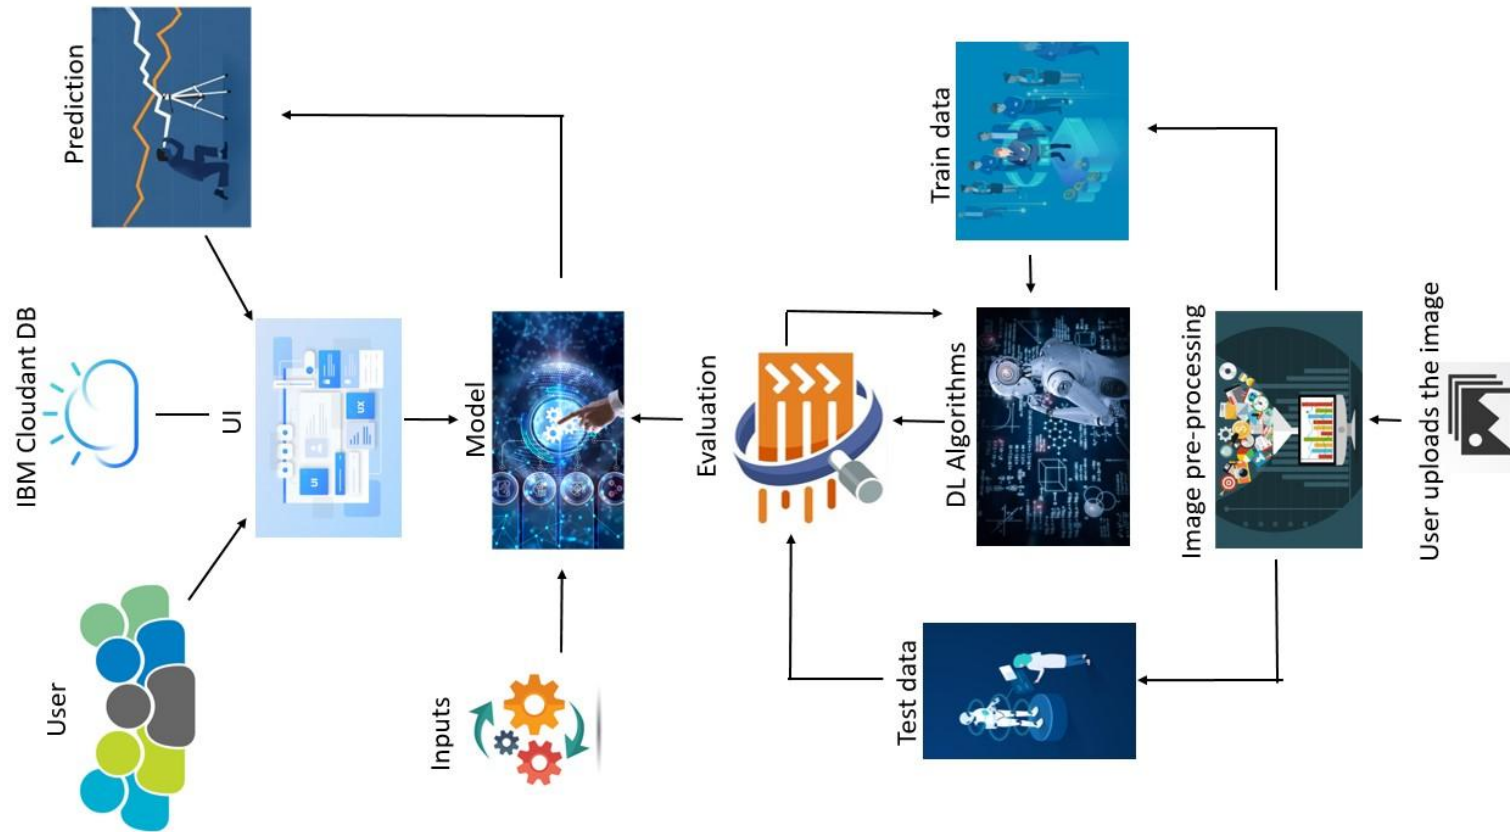 User
IBM Cloudant DB
Prediction
UI
Inputs
Model
Evaluation
Test data
DL Algorithms
Train data
Image pre-processing
User uploads the image